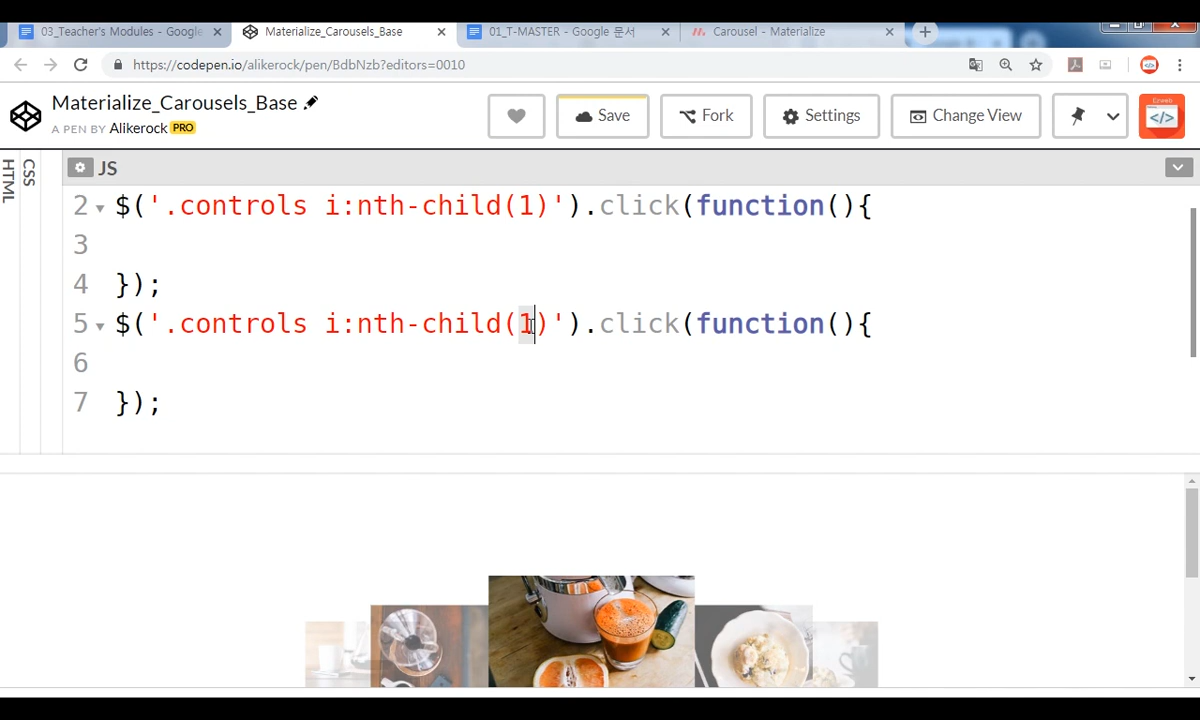 03_Teacher's Modules - Google
Materialize_Carousels_Base
01_T-MASTER - Google 문서
Carousel - Materialize
https://codepen.io/alikerock/pen/BdbNzb?editors=0010
Materialize_Carousels_Base
A PEN BY Alikerock PRO
Save
Fork
Settings
Change View
Ezweb
</>
HTML
CSS
JS
2 $('.controls i:nth-child(1)').click(function(){
3
4 });
5 $('.controls i:nth-child(1)').click(function(){
6
7 });